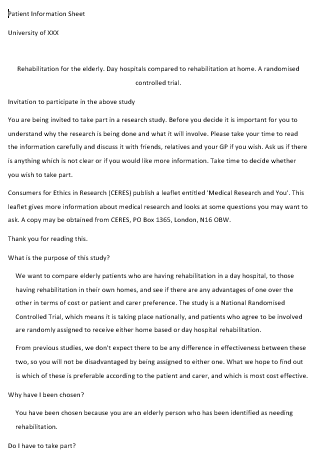 Patient Information Sheet
University of XXX
Rehabilitation for the elderly. Day hospitals compared to rehabilitation at home. A randomised
controlled trial.
Invitation to participate in the above study
You are being invited to take part in a research study. Before you decide it is important for you to
understand why the research is being done and what it will involve. Please take your time to read
the information carefully and discuss it with friends, relatives and your GP if you wish. Ask us if there
is anything which is not clear or if you would like more information. Take time to decide whether
you wish to take part.
Consumers for Ethics in Research (CERES) publish a leaflet entitled 'Medical Research and You'. This
leaflet gives more information about medical research and looks at some questions you may want to
ask. A copy may be obtained from CERES, PO Box 1365, London, N16 OBW.
Thank you for reading this.
What is the purpose of this study?
We want to compare elderly patients who are having rehabilitation in a day hospital, to those
having rehabilitation in their own homes, and see if there are any advantages of one over the
other in terms of cost or patient and carer preference. The study is a National Randomised
Controlled Trial, which means it is taking place nationally, and patients who agree to be involved
are randomly assigned to receive either home based or day hospital rehabilitation.
From previous studies, we don't expect there to be any difference in effectiveness between these
two, so you will not be disadvantaged by being assigned to either one. What we hope to find out
is which of these is preferable according to the patient and carer, and which is most cost effective.
Why have I been chosen?
You have been chosen because you are an elderly person who has been identified as needing
rehabilitation.
Do I have to take part?